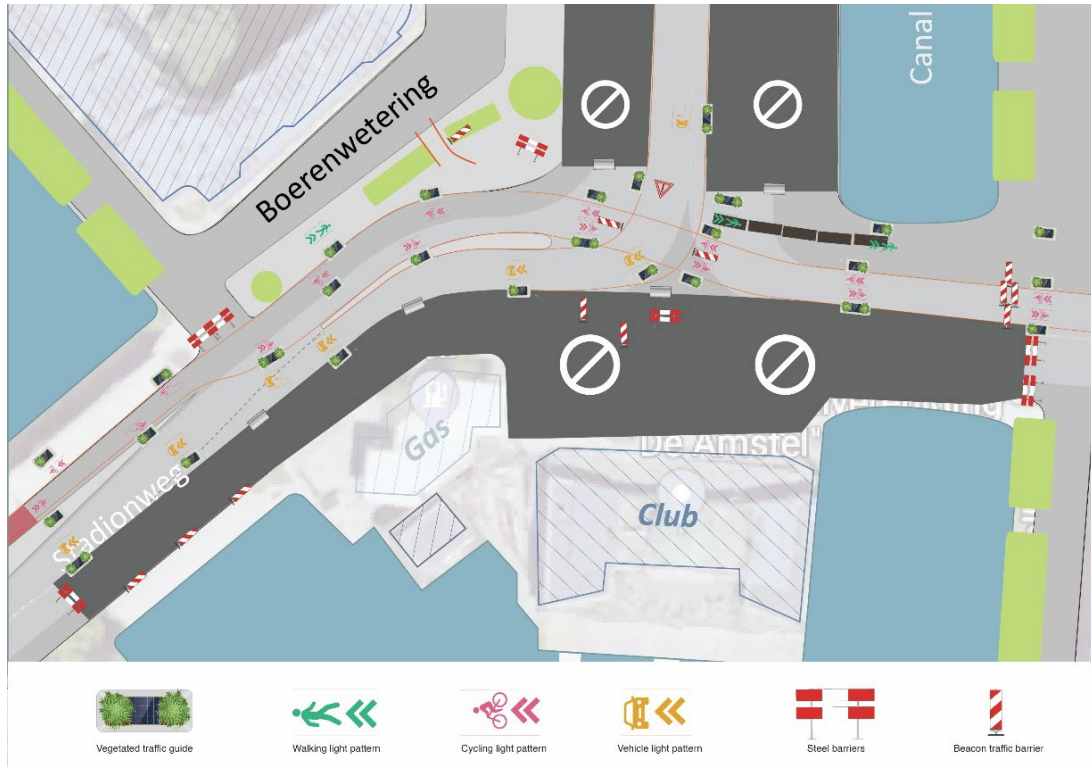 Canal
Boerenwetering
Gas
De Amstel"
Club
Stadionweg
Vegetated traffic guide
Walking light pattern
Cycling light pattern
Vehicle light pattern
Steel barriers
Beacon traffic barrier